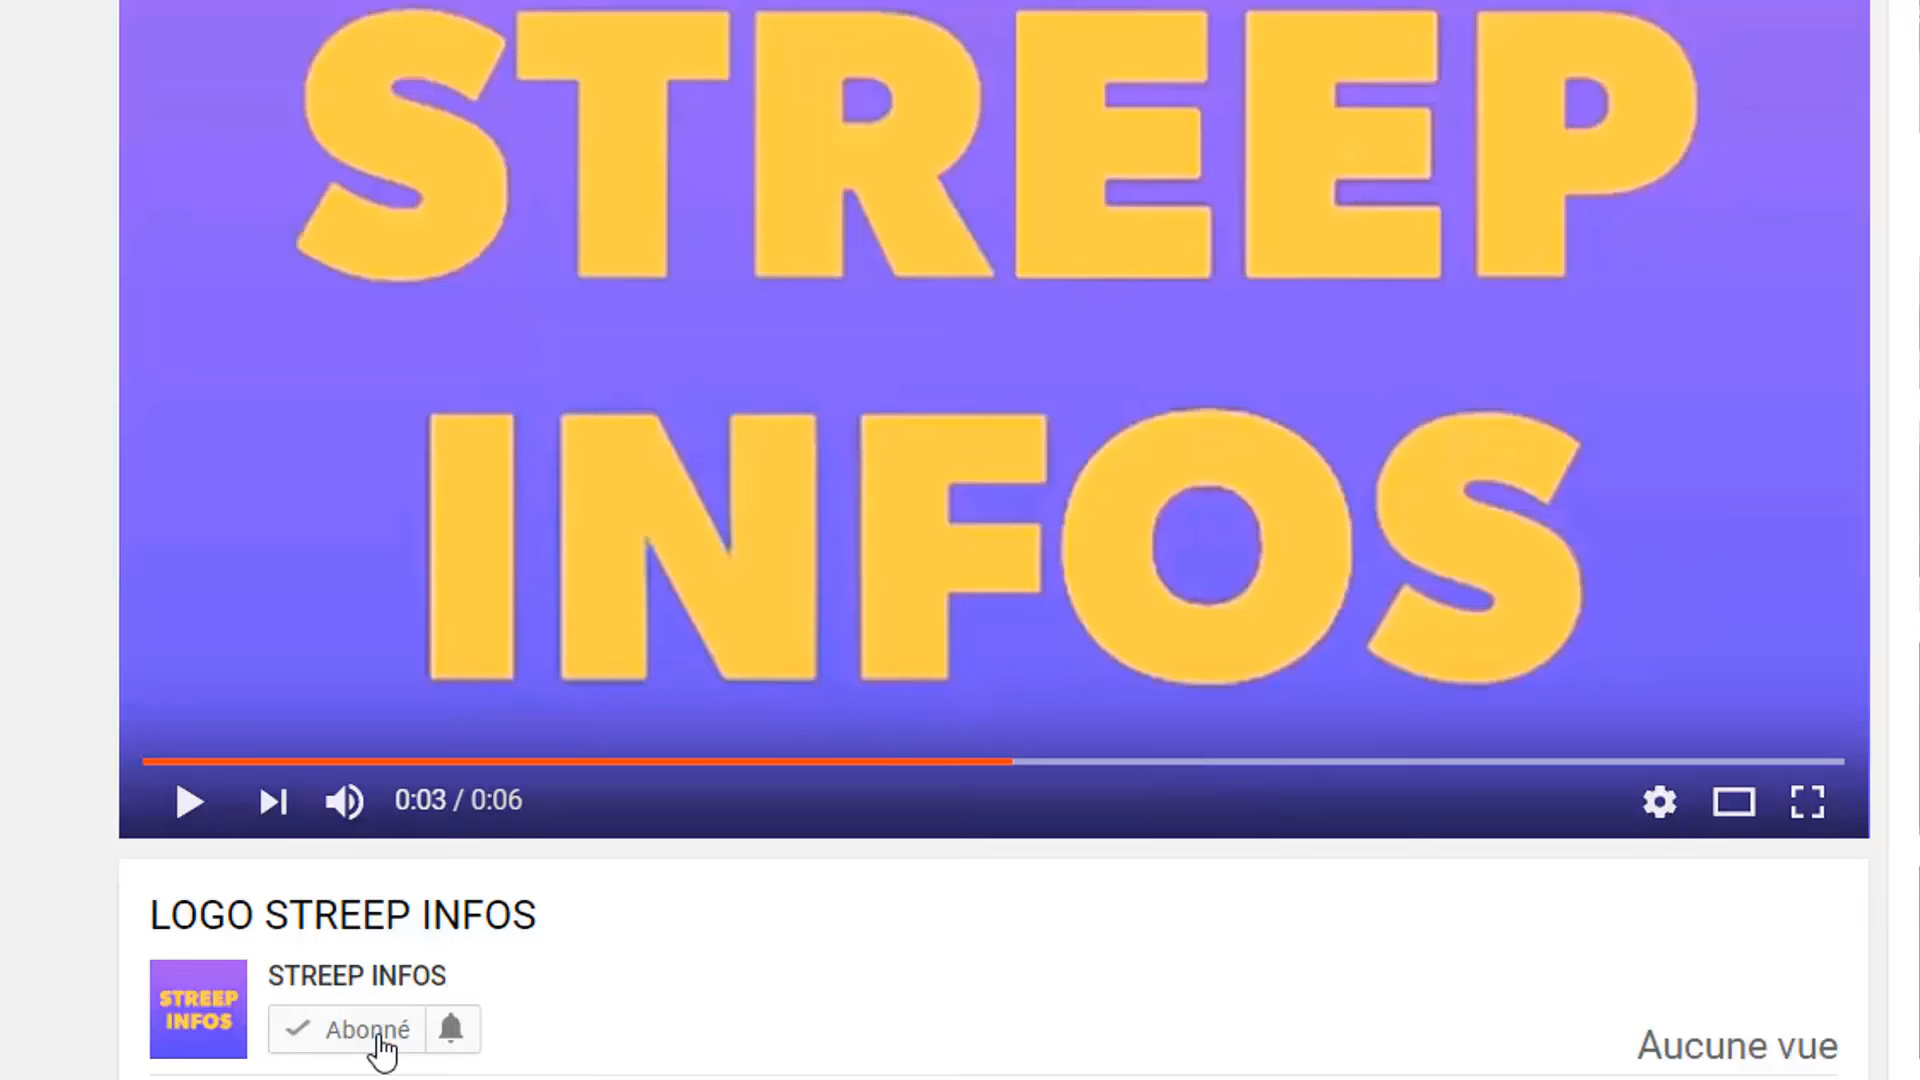 STREEP
INFOS
0:03 / 0:06
LOGO STREEP INFOS
STREEP INFOS
STREEP
INFOS
Abonné
Aucune vue